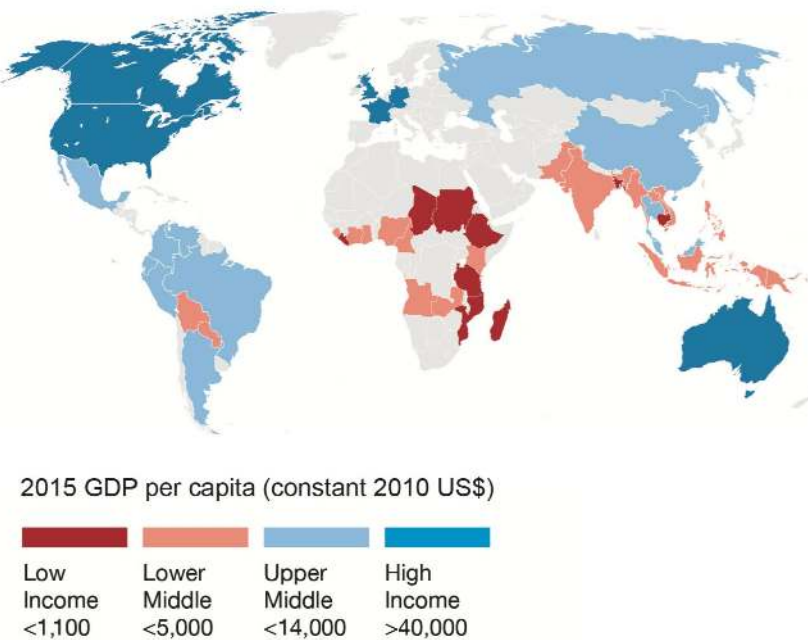 2015 GDP per capita (constant 2010 US$)
Low Income <1,100
Lower Middle <5,000
Upper Middle <14,000
High Income >40,000